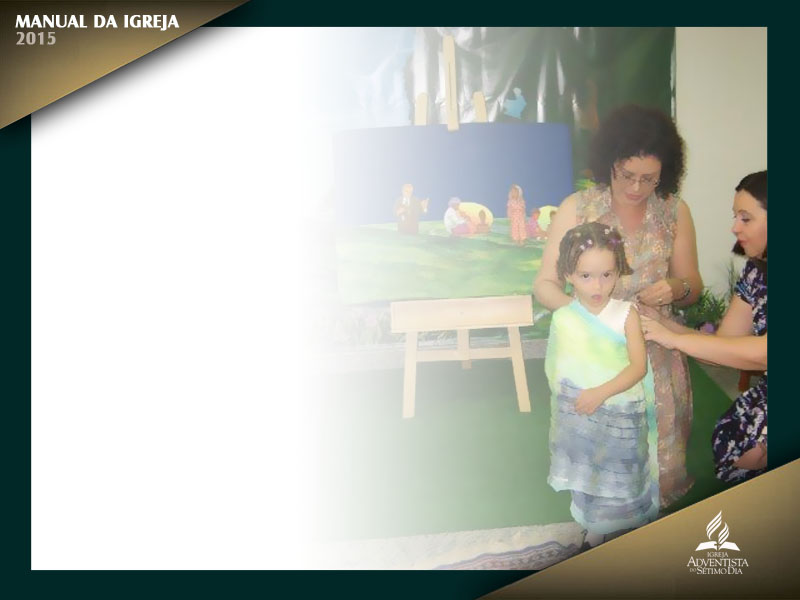 MANUAL DA IGREJA
2015
IGREJA
ADVENTISTA
DO SÉTIMO DIA